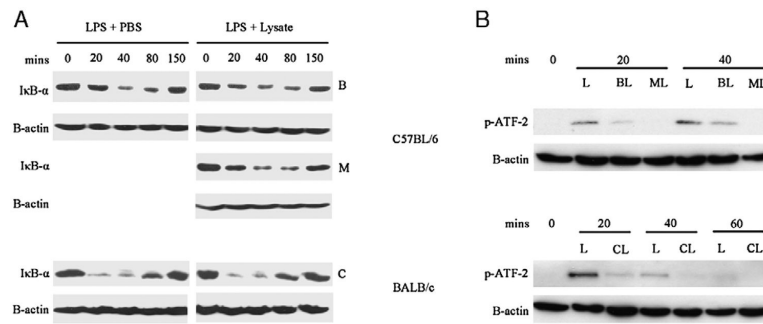 A
LPS + PBS
LPS + Lysate
mins 0 20 40 80 150 0 20 40 80 150
IκB-α B
B-actin
IκB-α M
B-actin
IκB-α C
B-actin
C57BL/6
BALB/c
B
mins 0 20 40
L BL ML L BL ML
p-ATF-2
B-actin
mins 0 20 40 60
L CL L CL L CL
p-ATF-2
B-actin